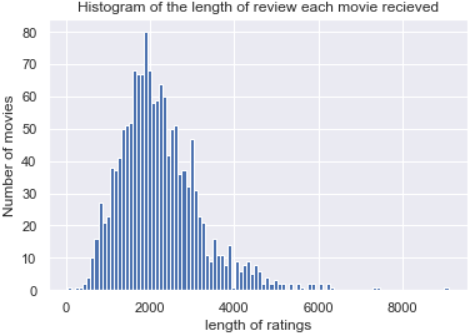 Histogram of the length of review each movie recieved
80
70
60
50
40
30
20
10
0
Number of movies
0 2000 4000 6000 8000
length of ratings